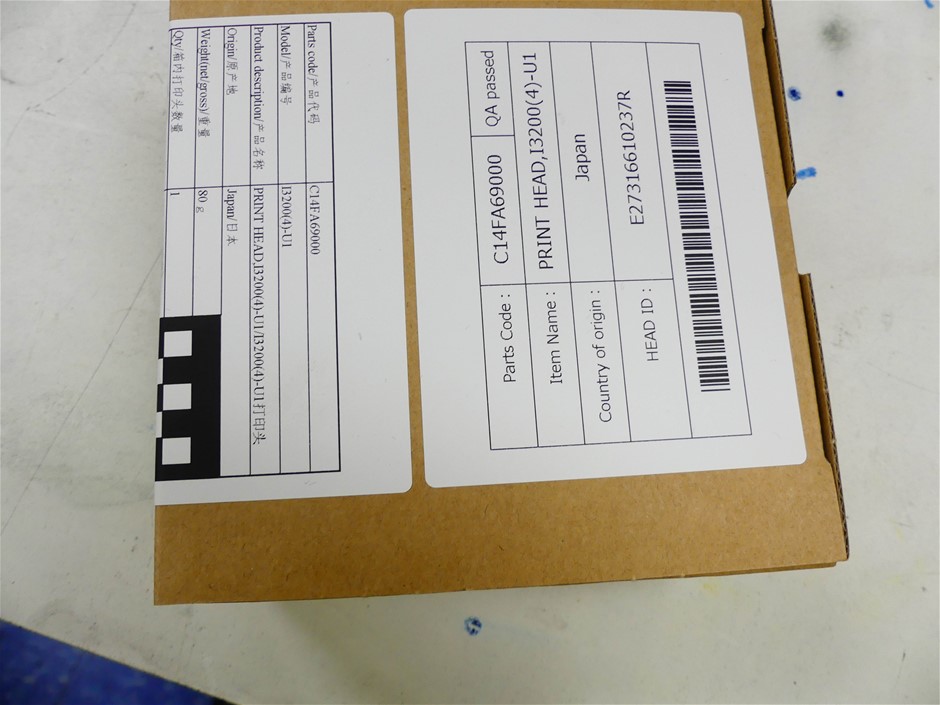 Parts code/产品代码 C14FA69000
Model/产品编号 I3200(4)-U1
Product description/产品名称 PRINT HEAD,I3200(4)-U1/I3200(4)-U1打印头
Origin/原产地 Japan/日本
Weight(net/gross)/重量 80 g
Qty/箱内打印头数量 1
Parts Code : C14FA69000 QA passed
Item Name : PRINT HEAD,I3200(4)-U1
Country of origin : Japan
HEAD ID : E27316610237R